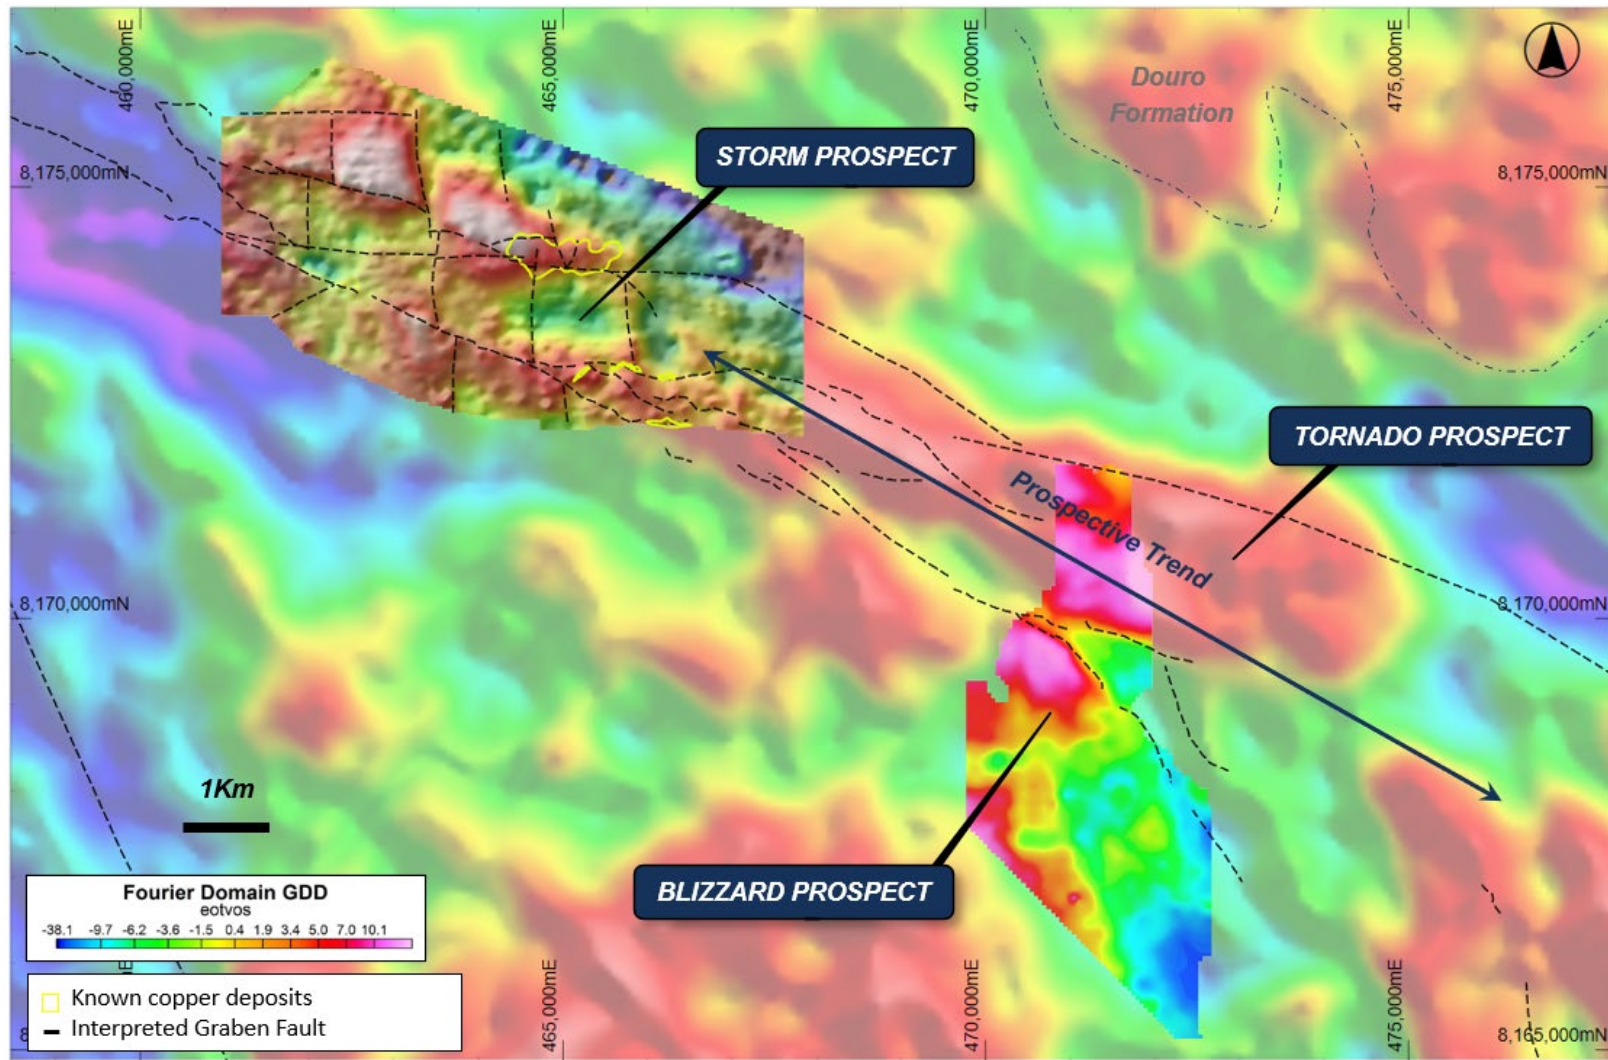 460,000mE
465,000mE
470,000mE
475,000mE
Douro
Formation
STORM PROSPECT
8,175,000mN
8,175,000mN
TORNADO PROSPECT
Prospective Trend
8,170,000mN
8,170,000mN
1Km
BLIZZARD PROSPECT
Fourier Domain GDD
eotvos
-38.1 -9.7 -6.2 -3.6 -1.5 0.4 1.9 3.4 5.0 7.0 10.1
Known copper deposits
Interpreted Graben Fault
465,000mE
470,000mE
475,000mE
8,165,000mN